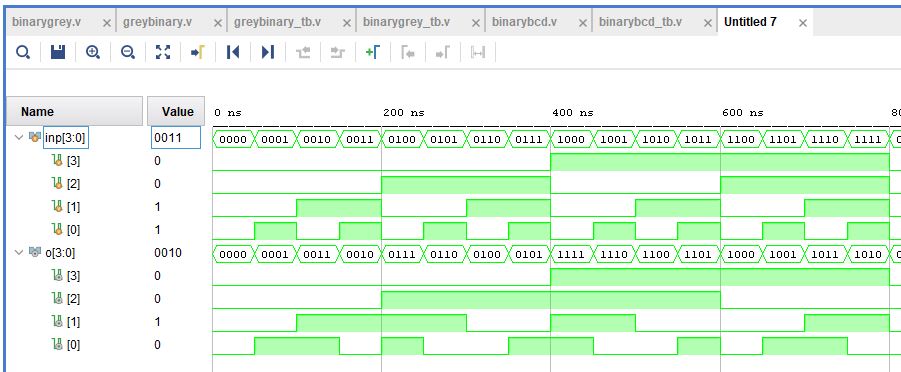 binarygrey.v × greybinary.v × greybinary_tb.v × binarygrey_tb.v × binarybcd.v × binarybcd_tb.v × Untitled 7 ×
Name Value 0 ns 200 ns 400 ns 600 ns 80
inp[3:0] 0011 0000 0001 0010 0011 0100 0101 0110 0111 1000 1001 1010 1011 1100 1101 1110 1111 0
[3] 0
[2] 0
[1] 1
[0] 1
o[3:0] 0010 0000 0001 0011 0010 0111 0110 0100 0101 1111 1110 1100 1101 1000 1001 1011 1010 0
[3] 0
[2] 0
[1] 1
[0] 0